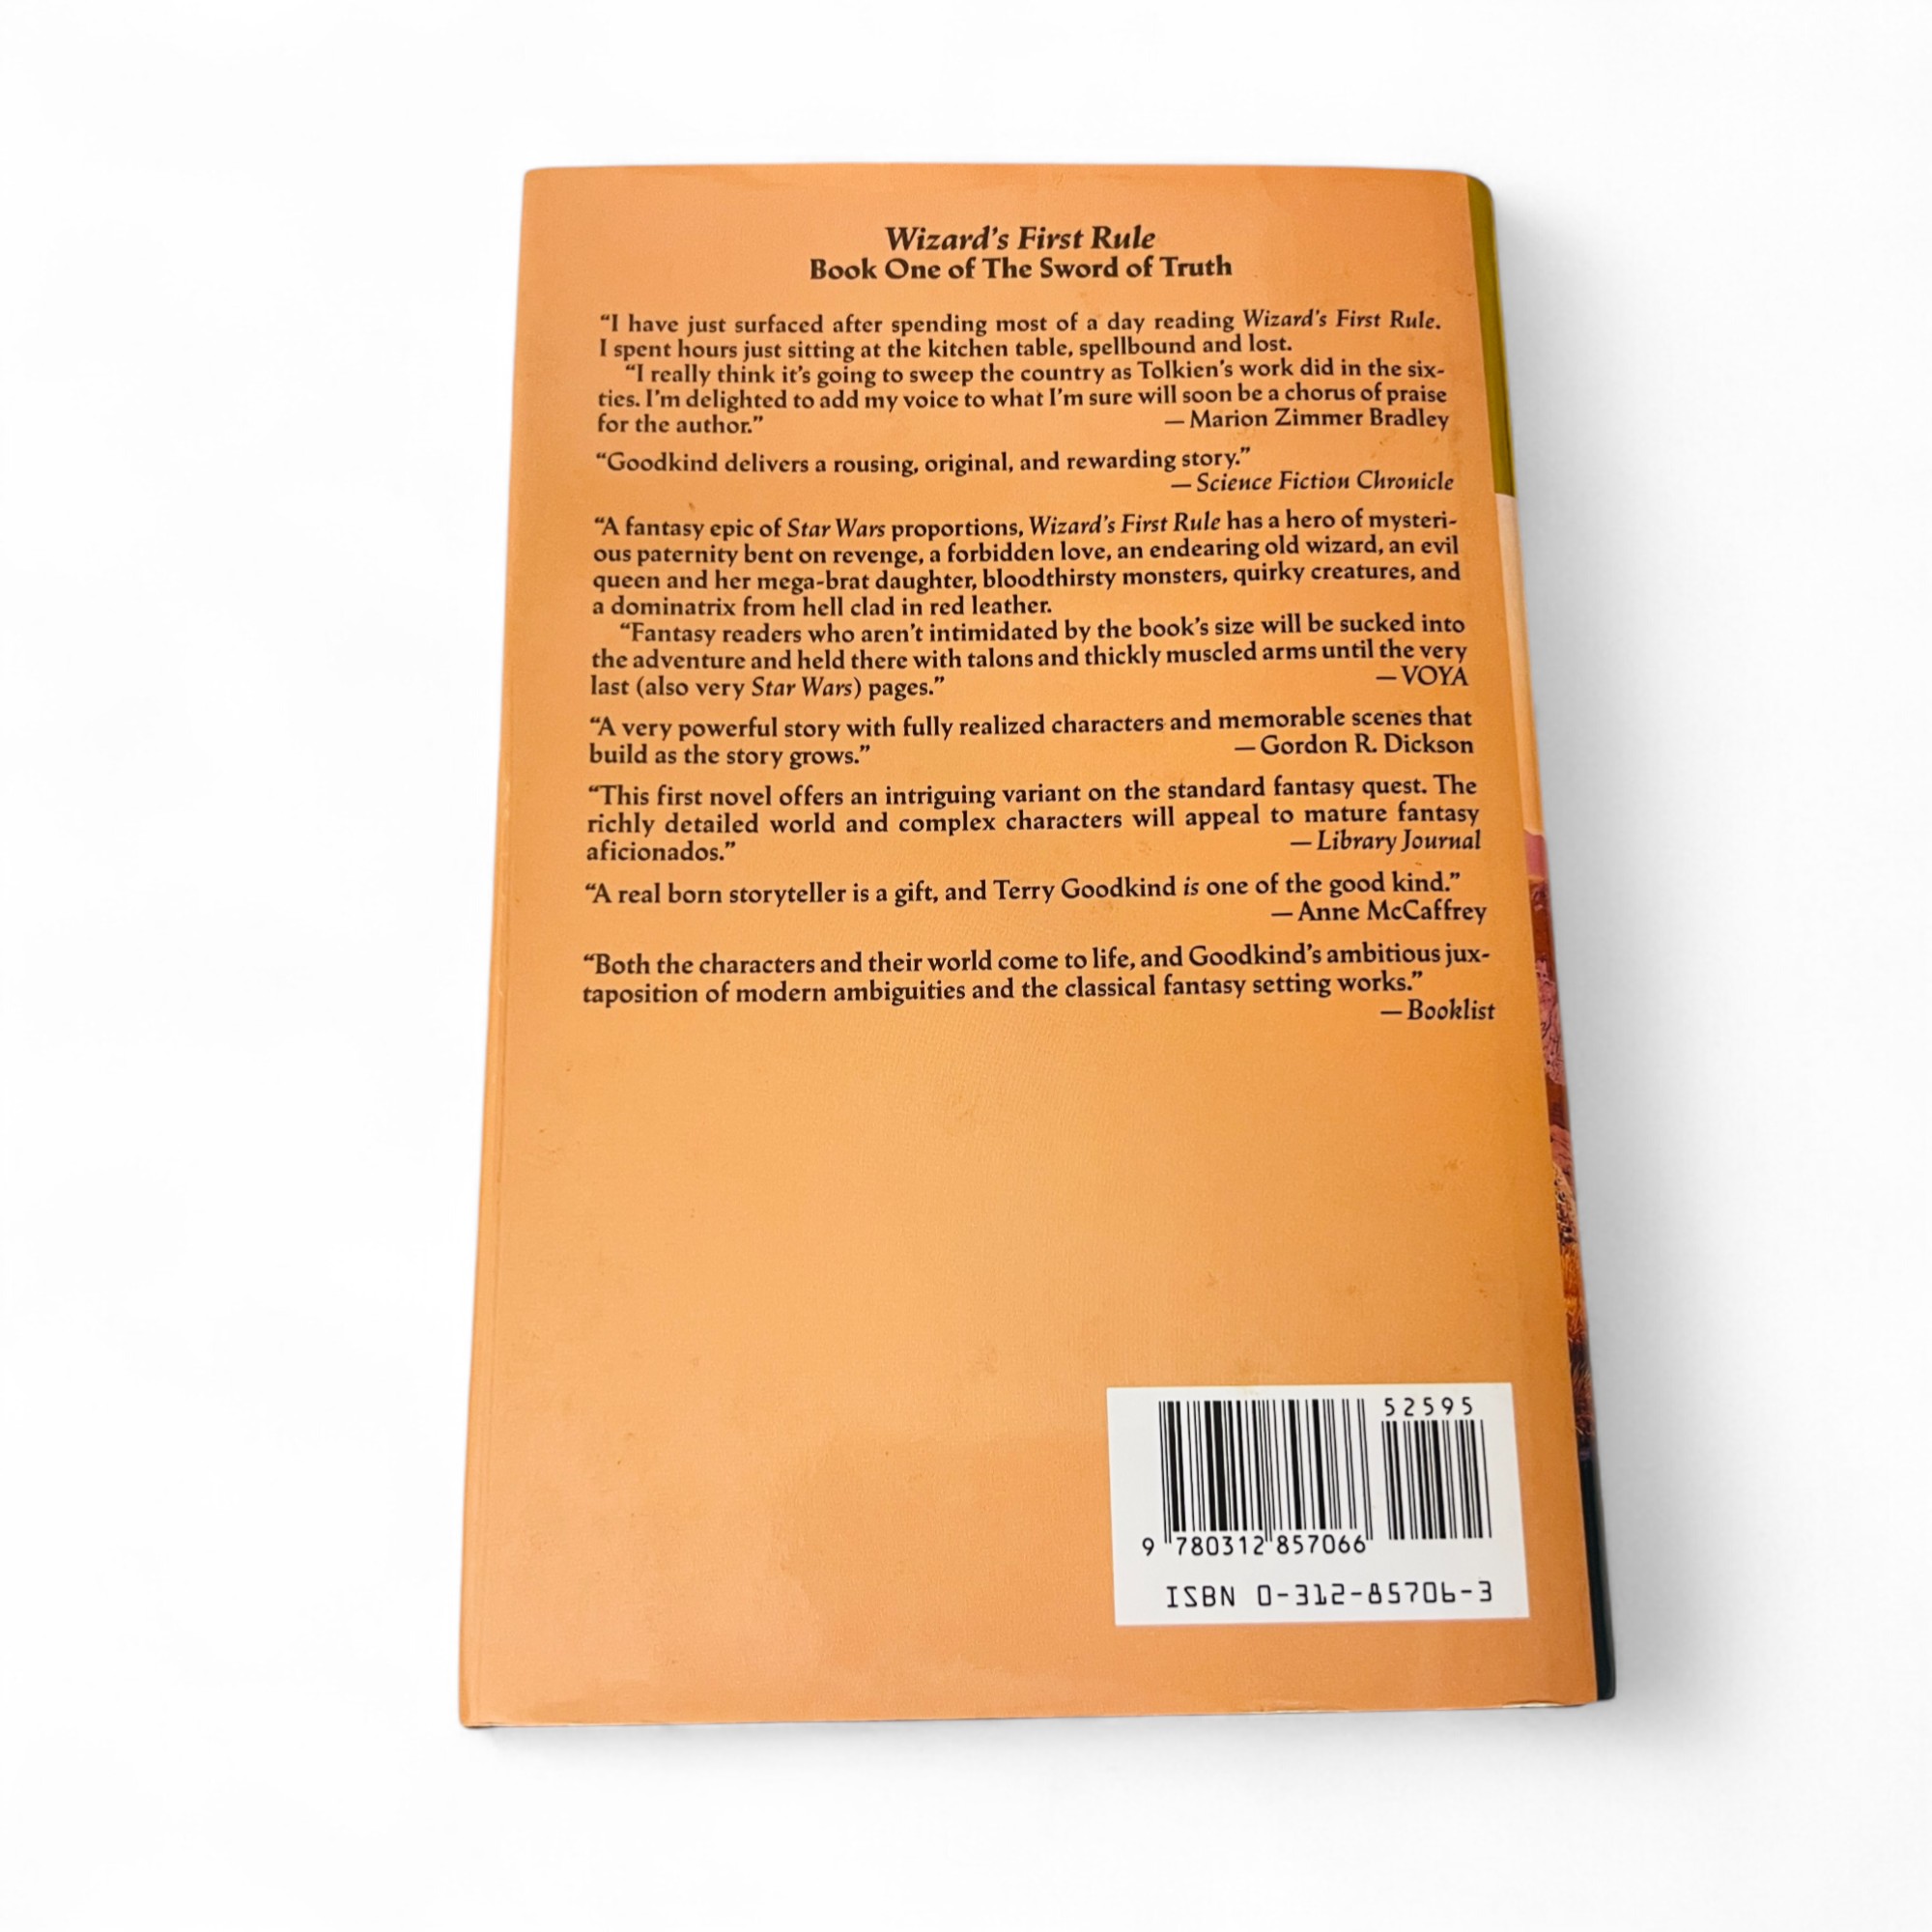 Wizard's First Rule
Book One of The Sword of Truth
“I have just surfaced after spending most of a day reading Wizard's First Rule.
I spent hours just sitting at the kitchen table, spellbound and lost.
“I really think it's going to sweep the country as Tolkien's work did in the six-
ties. I'm delighted to add my voice to what I'm sure will soon be a chorus of praise
for the author.” — Marion Zimmer Bradley
“Goodkind delivers a rousing, original, and rewarding story.”
— Science Fiction Chronicle
“A fantasy epic of Star Wars proportions, Wizard's First Rule has a hero of mysteri-
ous paternity bent on revenge, a forbidden love, an endearing old wizard, an evil
queen and her mega-brat daughter, bloodthirsty monsters, quirky creatures, and
a dominatrix from hell clad in red leather.
“Fantasy readers who aren't intimidated by the book's size will be sucked into
the adventure and held there with talons and thickly muscled arms until the very
last (also very Star Wars) pages.” — VOYA
“A very powerful story with fully realized characters and memorable scenes that
build as the story grows.” — Gordon R. Dickson
“This first novel offers an intriguing variant on the standard fantasy quest. The
richly detailed world and complex characters will appeal to mature fantasy
aficionados.” — Library Journal
“A real born storyteller is a gift, and Terry Goodkind is one of the good kind.”
— Anne McCaffrey
“Both the characters and their world come to life, and Goodkind's ambitious jux-
taposition of modern ambiguities and the classical fantasy setting works.”
— Booklist
52595
9 780312 857066
ISBN 0-312-85706-3